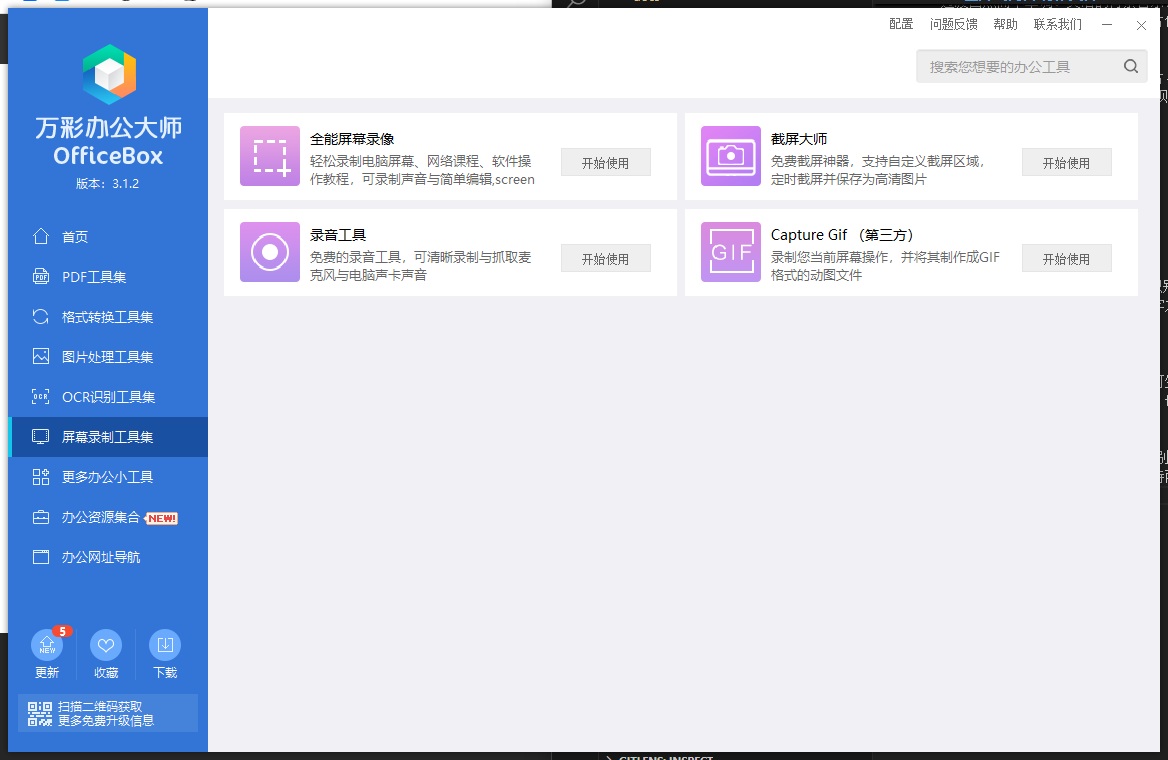 配置
问题反馈
帮助
联系我们
搜索您想要的办公工具
万彩办公大师
OfficeBox
版本：3.1.2
首页
PDF工具集
格式转换工具集
图片处理工具集
OCR识别工具集
屏幕录制工具集
更多办公小工具
办公资源集合 NEW!
办公网址导航
5
NEW
更新
收藏
下载
扫描二维码获取
更多免费升级信息
全能屏幕录像
轻松录制电脑屏幕、网络课程、软件操
作教程，可录制声音与简单编辑,screen
开始使用
截屏大师
免费截屏神器，支持自定义截屏区域，
定时截屏并保存为高清图片
开始使用
录音工具
免费的录音工具，可清晰录制与抓取麦
克风与电脑声卡声音
开始使用
GIF
Capture Gif （第三方）
录制您当前屏幕操作，并将其制作成GIF
格式的动图文件
开始使用
GITLENS: INSPECT